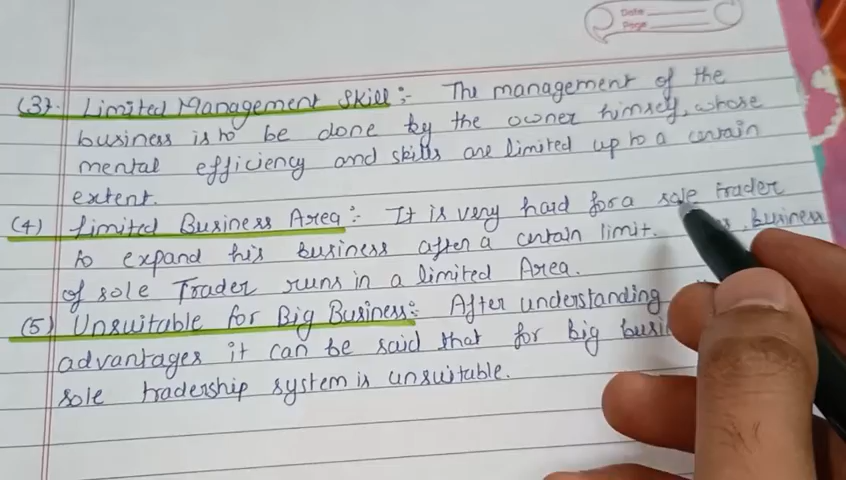 Date
Page
(3). Limited Management Skill:- The management of the
business is to be done by the owner himself, whose
mental efficiency and skills are limited up to a certain
extent.
(4) Limited Business Area:- It is very hard for a sole trader
to expand his business after a certain limit. , business
of sole Trader runs in a limited Area.
(5) Unsuitable for Big Business:- After understanding
advantages it can be said that for big busi
sole tradership system is unsuitable.